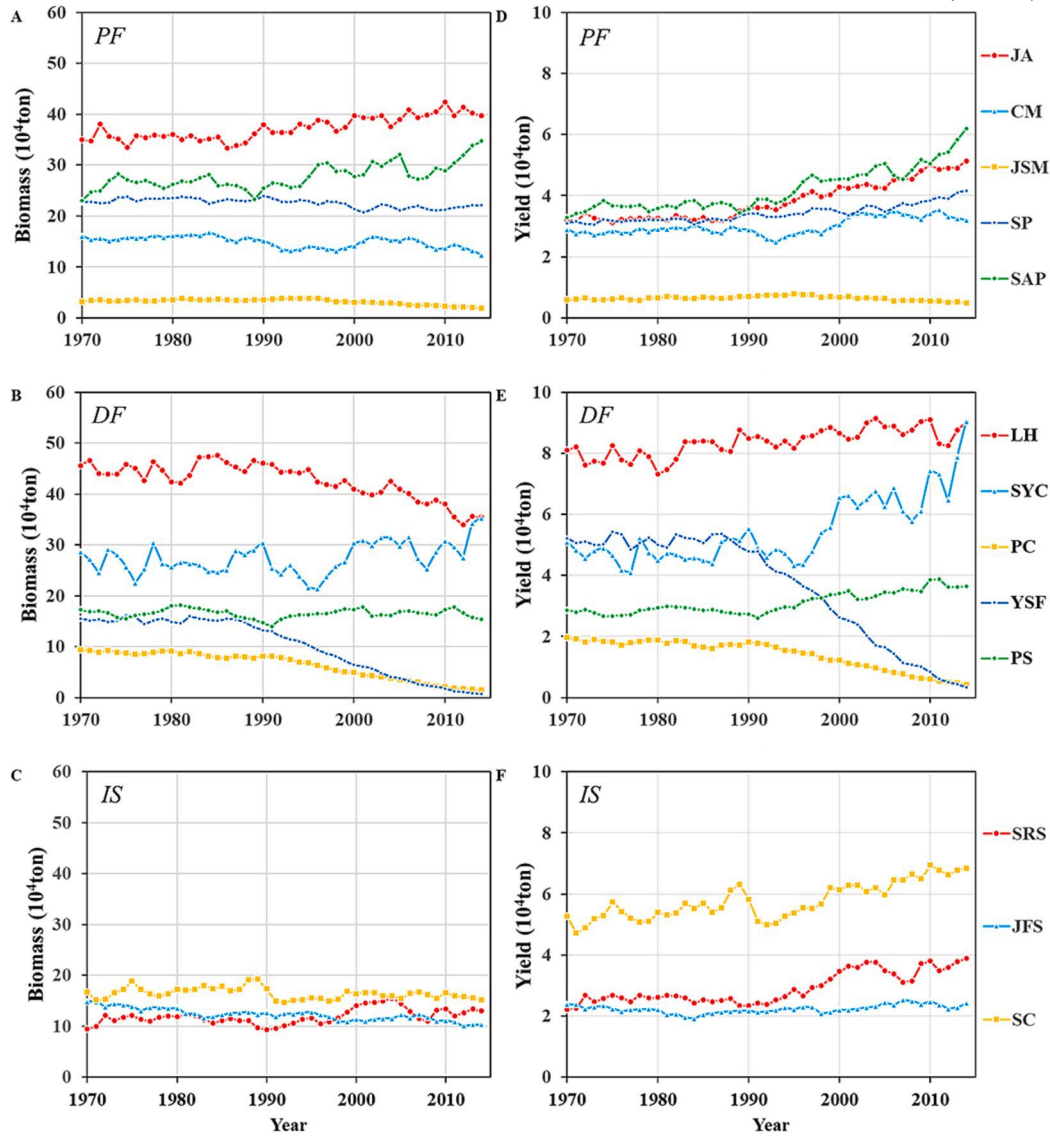 A
PF
Biomass (10⁴ton)
60
50
40
30
20
10
0
1970 1980 1990 2000 2010
D
PF
Yield (10⁴ton)
10
8
6
4
2
0
1970 1980 1990 2000 2010
JA
CM
JSM
SP
SAP
B
DF
Biomass (10⁴ton)
60
50
40
30
20
10
0
1970 1980 1990 2000 2010
E
DF
Yield (10⁴ton)
10
8
6
4
2
0
1970 1980 1990 2000 2010
LH
SYC
PC
YSF
PS
C
IS
Biomass (10⁴ton)
60
50
40
30
20
10
0
1970 1980 1990 2000 2010
Year
F
IS
Yield (10⁴ton)
10
8
6
4
2
0
1970 1980 1990 2000 2010
Year
SRS
JFS
SC